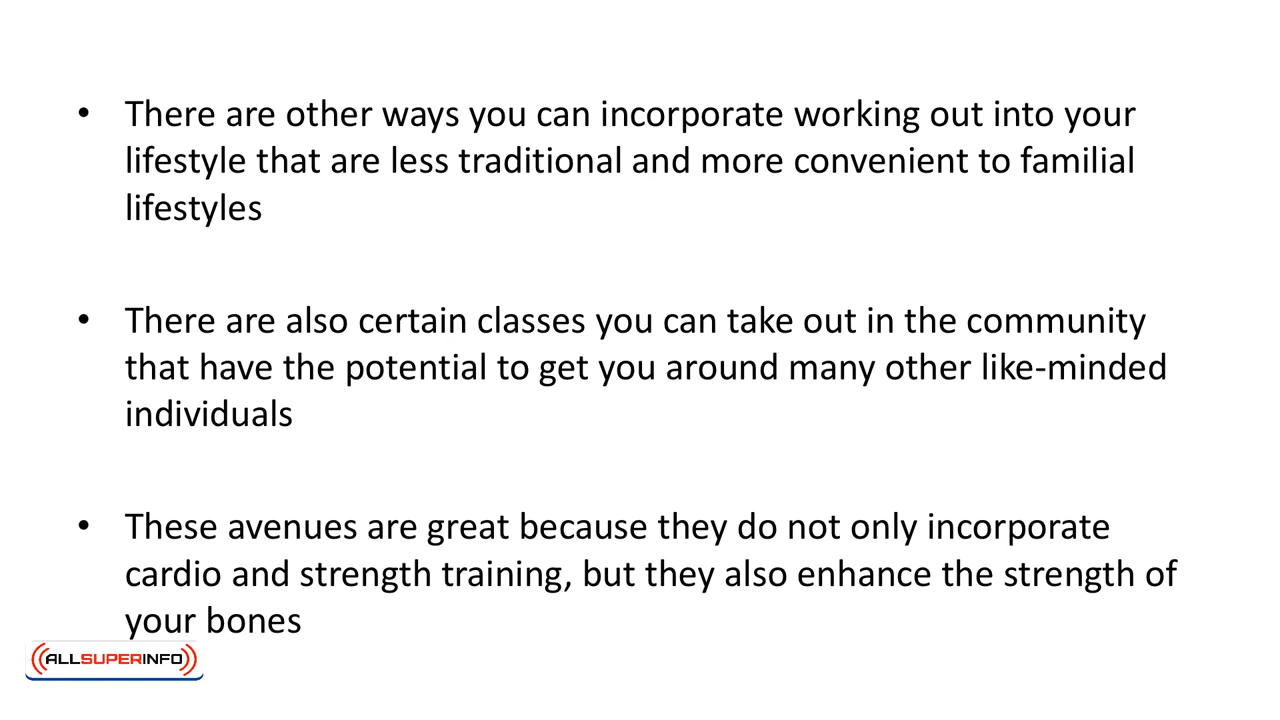 • There are other ways you can incorporate working out into your
lifestyle that are less traditional and more convenient to familial
lifestyles
• There are also certain classes you can take out in the community
that have the potential to get you around many other like-minded
individuals
• These avenues are great because they do not only incorporate
cardio and strength training, but they also enhance the strength of
your bones
ALLSUPERINFO